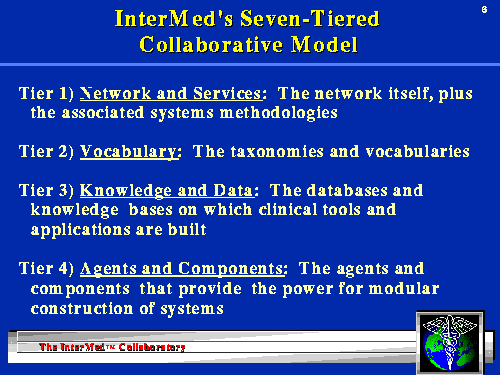 InterMed's Seven-Tiered
6
Collaborative Model
Tier 1) Network and Services: The network itself, plus
the associated systems methodologies
Tier 2) Vocabulary: The taxonomies and vocabularies
Tier 3) Knowledge and Data: The databases and
knowledge bases on which clinical tools and
applications are built
Tier 4) Agents and Components: The agents and
components that provide the power for modular
construction of systems
The InterMed™ Collaboratory